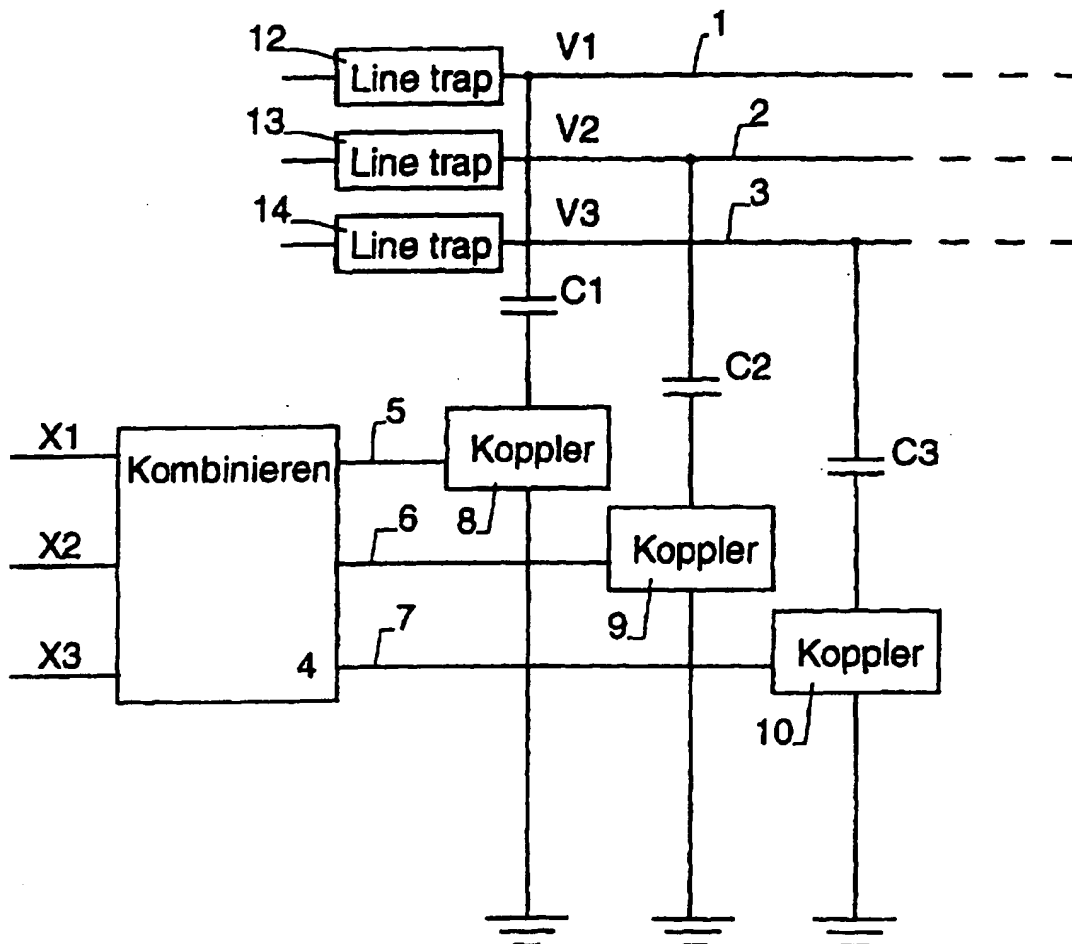 12
Line trap
V1
1
13
Line trap
V2
2
14
Line trap
V3
3
C1
C2
C3
X1
X2
X3
Kombinieren
4
5
Koppler
8
6
Koppler
9
7
Koppler
10